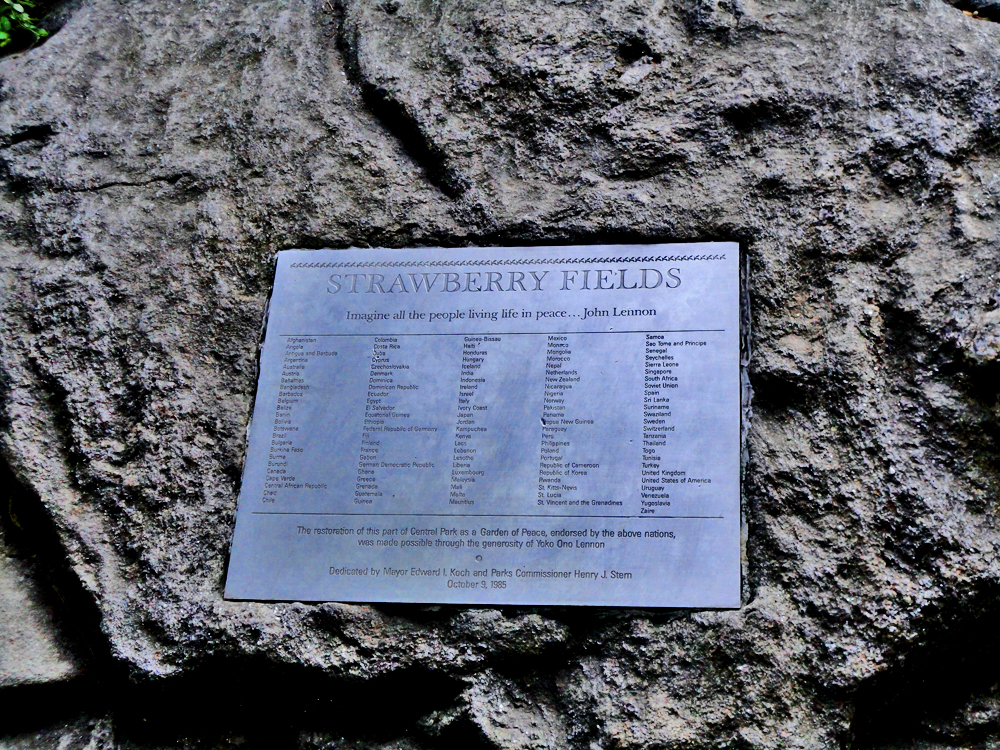 STRAWBERRY FIELDS
Imagine all the people living life in peace... John Lennon
Afghanistan
Angola
Antigua and Barbuda
Argentina
Australia
Austria
Bahamas
Bangladesh
Barbados
Belgium
Belize
Benin
Bolivia
Botswana
Brazil
Bulgaria
Burkina Faso
Burma
Burundi
Canada
Cape Verde
Central African Republic
Chad
Chile
Colombia
Costa Rica
Cuba
Cyprus
Czechoslovakia
Denmark
Dominica
Dominican Republic
Ecuador
Egypt
El Salvador
Equatorial Guinea
Ethiopia
Federal Republic of Germany
Fiji
Finland
France
Gabon
German Democratic Republic
Ghana
Greece
Grenada
Guatemala
Guinea
Guinea-Bissau
Haiti
Honduras
Hungary
Iceland
India
Indonesia
Ireland
Israel
Italy
Ivory Coast
Japan
Jordan
Kampuchea
Kenya
Laos
Lebanon
Lesotho
Liberia
Luxembourg
Malaysia
Mali
Malta
Mauritius
Mexico
Monaco
Mongolia
Morocco
Nepal
Netherlands
New Zealand
Nicaragua
Nigeria
Norway
Pakistan
Panama
Papua New Guinea
Paraguay
Peru
Philippines
Poland
Portugal
Republic of Cameroon
Republic of Korea
Rwanda
St. Kitts-Nevis
St. Lucia
St. Vincent and the Grenadines
Samoa
Sao Tome and Principe
Senegal
Seychelles
Sierra Leone
Singapore
South Africa
Soviet Union
Spain
Sri Lanka
Suriname
Swaziland
Sweden
Switzerland
Tanzania
Thailand
Togo
Tunisia
Turkey
United Kingdom
United States of America
Uruguay
Venezuela
Yugoslavia
Zaire
The restoration of this part of Central Park as a Garden of Peace, endorsed by the above nations,
was made possible through the generosity of Yoko Ono Lennon
Dedicated by Mayor Edward I. Koch and Parks Commissioner Henry J. Stern
October 9, 1985